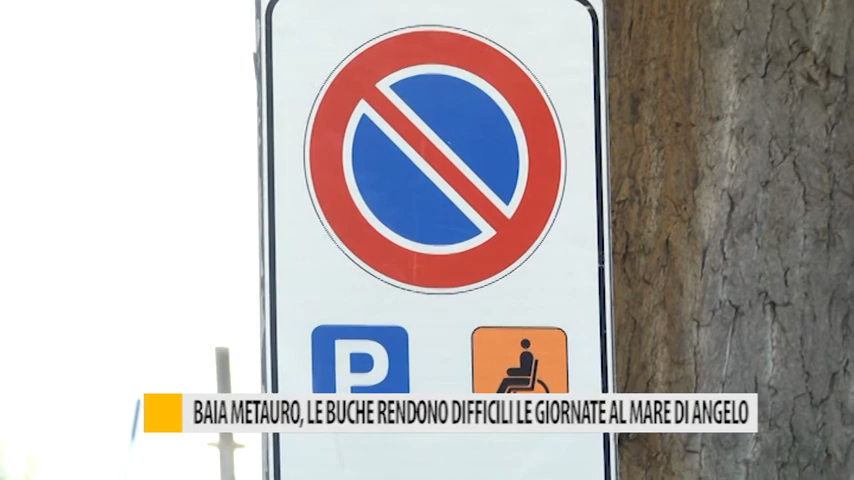 P
BAIA METAURO, LE BUCHE RENDONO DIFFICILI LE GIORNATE AL MARE DI ANGELO